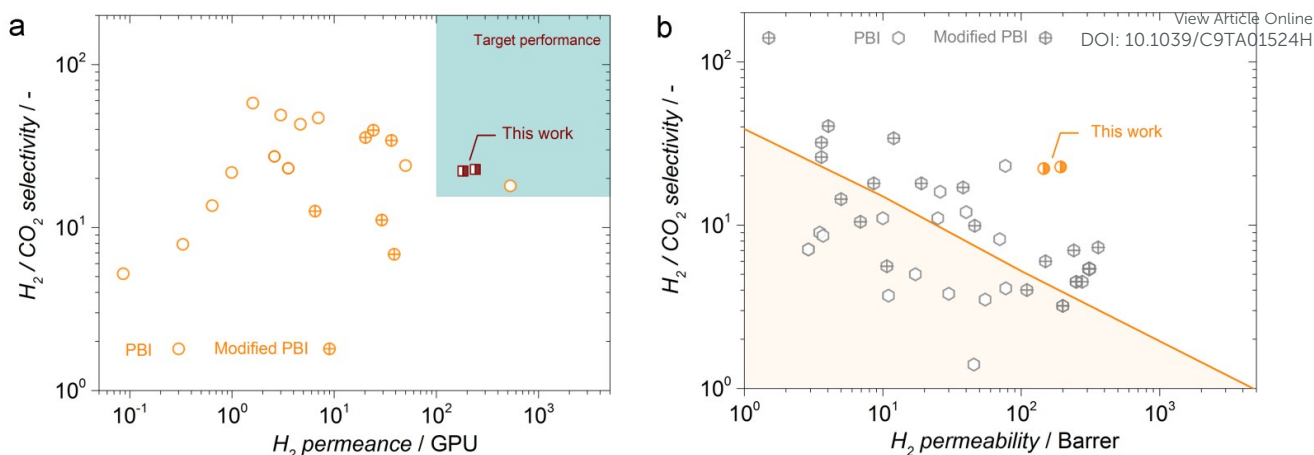 a
Target performance
This work
PBI
Modified PBI
H₂ / CO₂ selectivity / -
10²
10¹
10⁰
10⁻¹
10⁰
10¹
10²
10³
H₂ permeance / GPU
View Article Online
DOI: 10.1039/C9TA01524H
b
PBI
Modified PBI
This work
H₂ / CO₂ selectivity / -
10²
10¹
10⁰
10⁰
10¹
10²
10³
H₂ permeability / Barrer